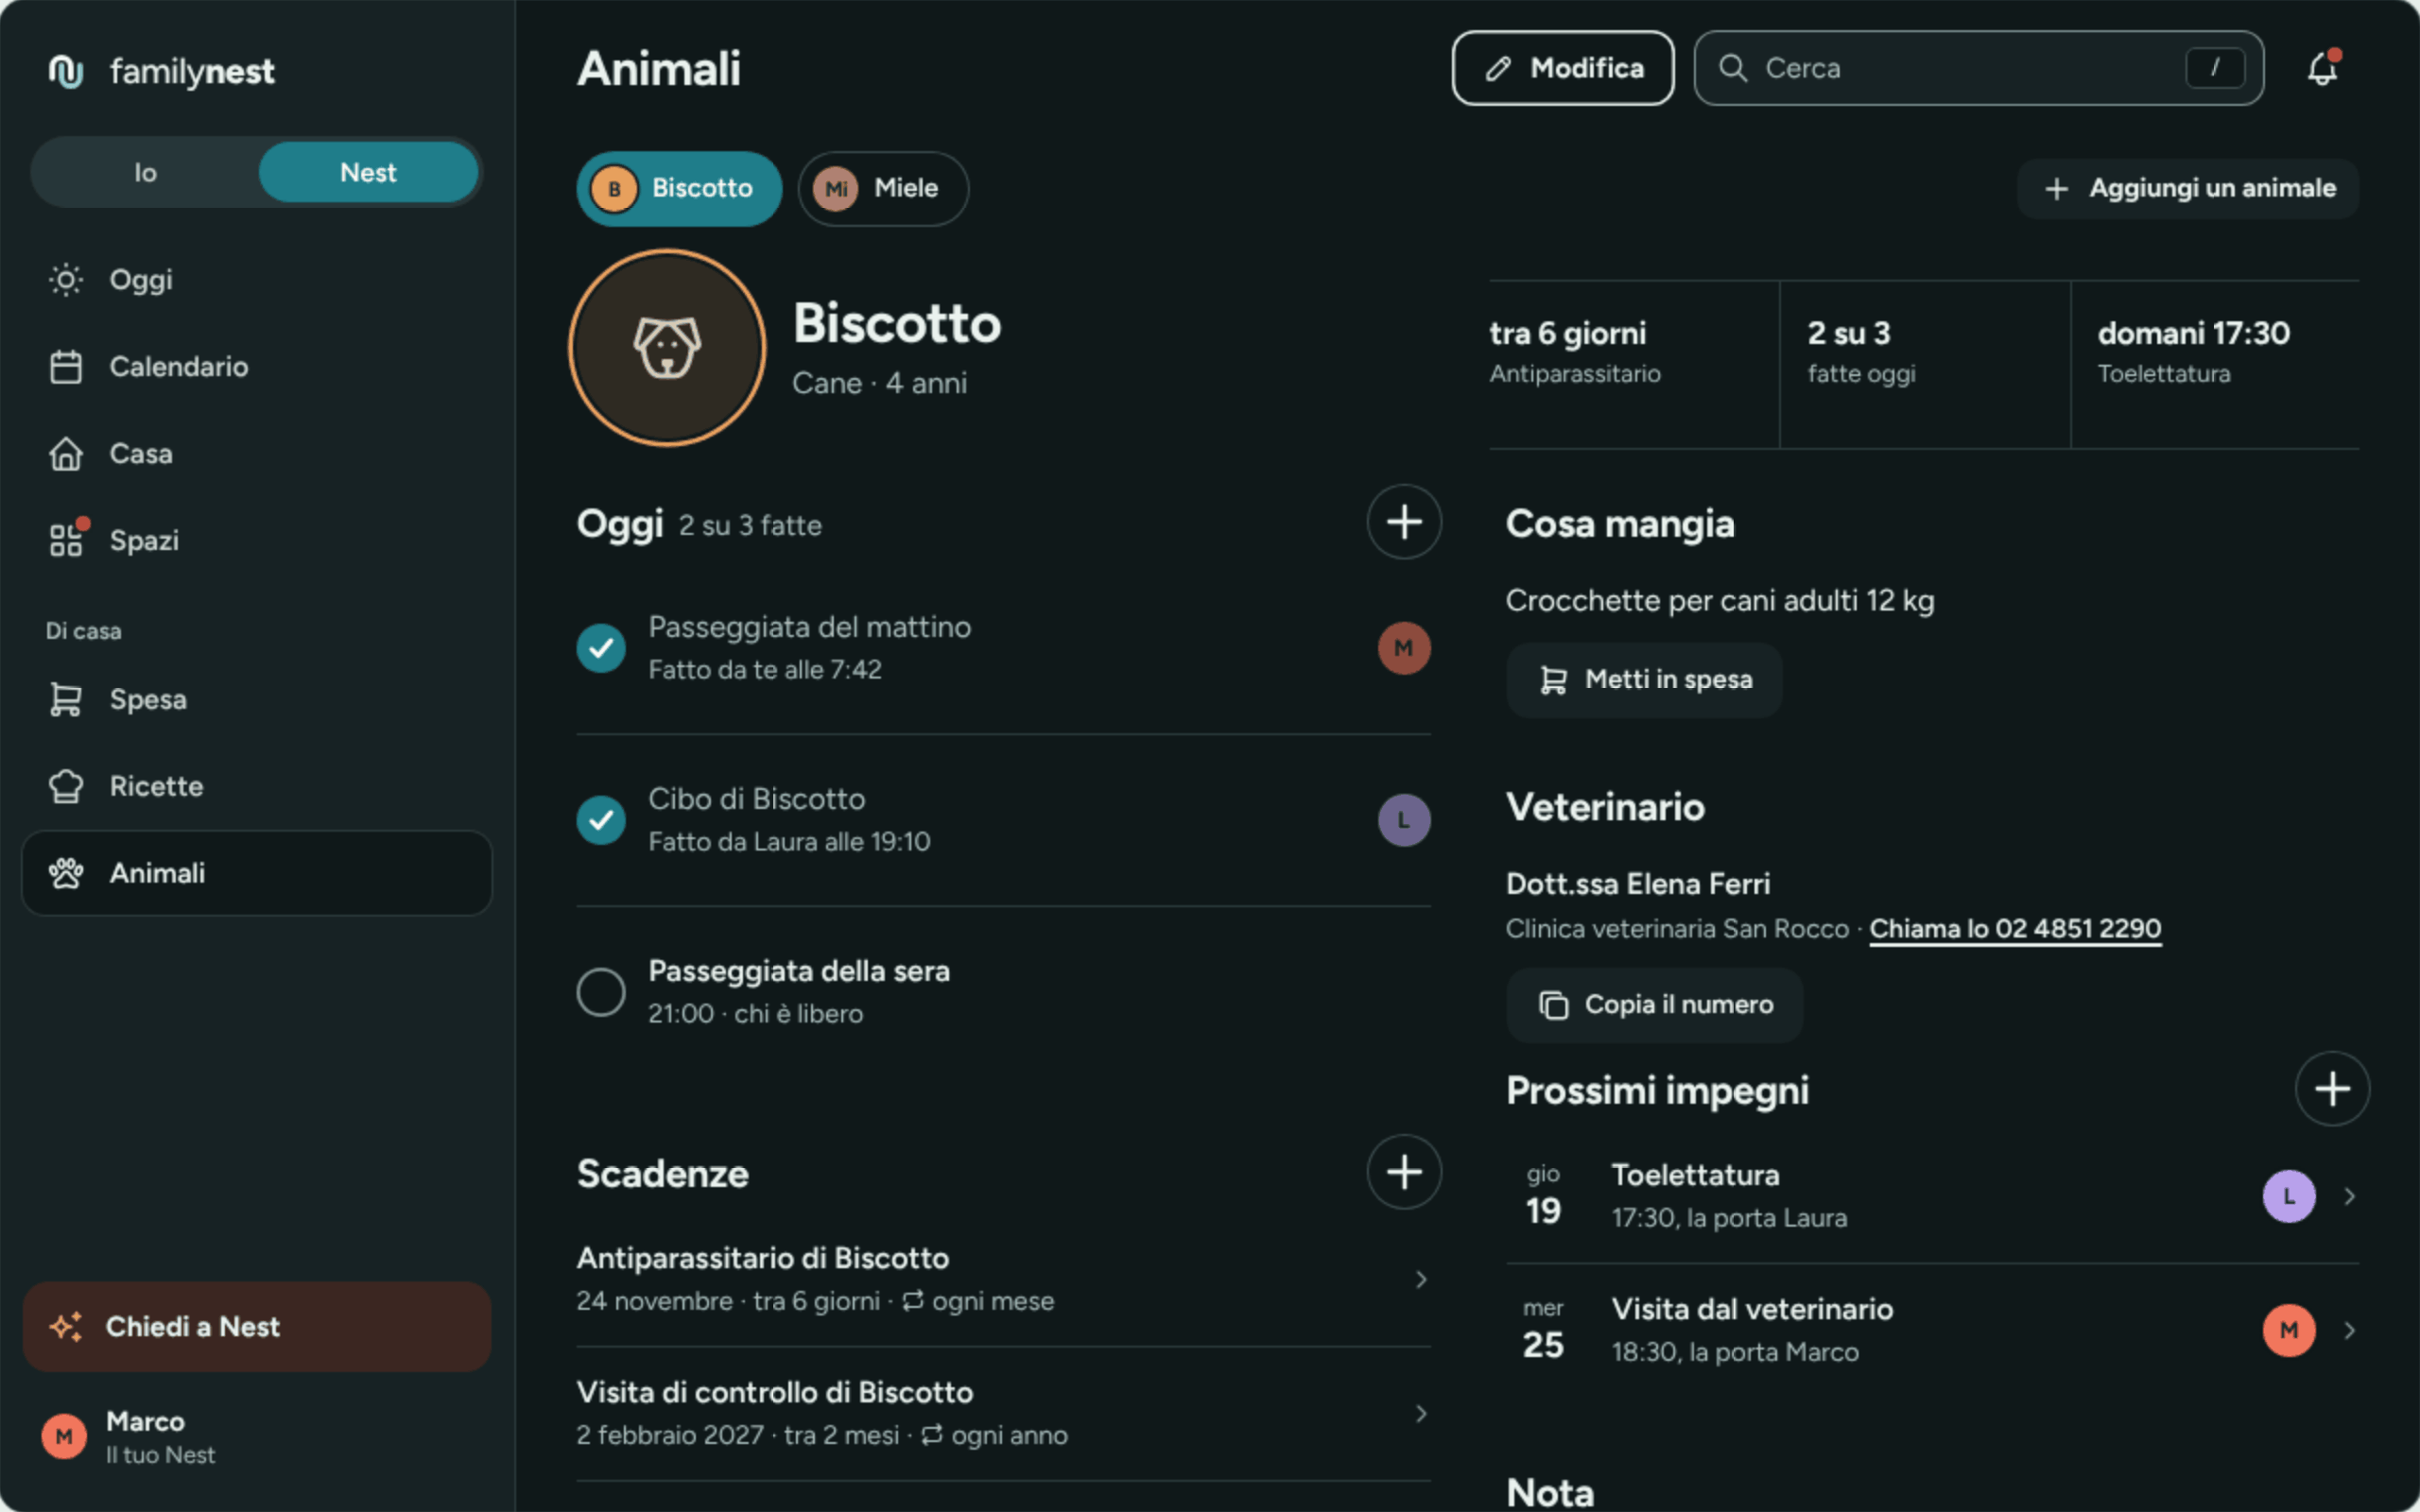 familynest
Io
Nest
Oggi
Calendario
Casa
Spazi
Di casa
Spesa
Ricette
Animali
Chiedi a Nest
M
Marco
Il tuo Nest
Animali
Modifica
Cerca
/
B
Biscotto
Mi
Miele
Aggiungi un animale
Biscotto
Cane · 4 anni
tra 6 giorni
Antiparassitario
2 su 3
fatte oggi
domani 17:30
Toelettatura
Oggi 2 su 3 fatte
Passeggiata del mattino
Fatto da te alle 7:42
M
Cibo di Biscotto
Fatto da Laura alle 19:10
L
Passeggiata della sera
21:00 · chi è libero
Scadenze
Antiparassitario di Biscotto
24 novembre · tra 6 giorni · ogni mese
Visita di controllo di Biscotto
2 febbraio 2027 · tra 2 mesi · ogni anno
Cosa mangia
Crocchette per cani adulti 12 kg
Metti in spesa
Veterinario
Dott.ssa Elena Ferri
Clinica veterinaria San Rocco · Chiama lo 02 4851 2290
Copia il numero
Prossimi impegni
gio
19
Toelettatura
17:30, la porta Laura
L
mer
25
Visita dal veterinario
18:30, la porta Marco
M
Nota